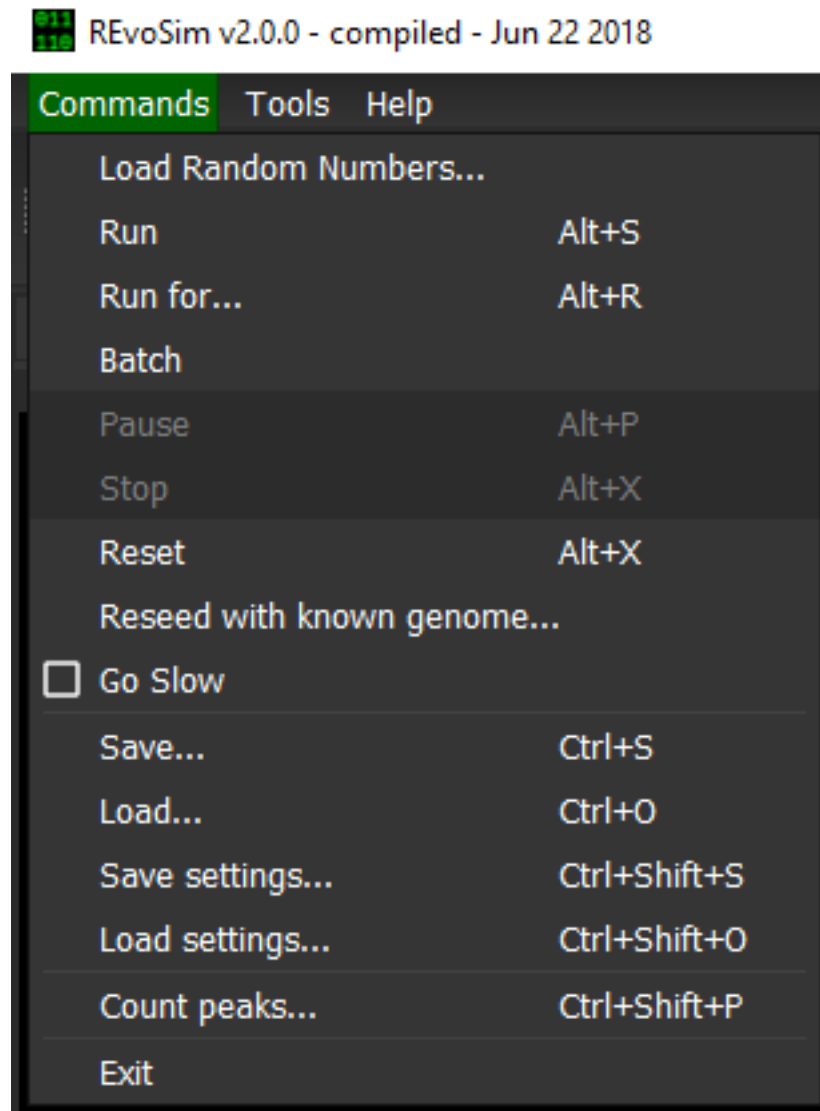 011
110
REvoSim v2.0.0 - compiled - Jun 22 2018
Commands Tools Help
Load Random Numbers...
Run Alt+S
Run for... Alt+R
Batch
Pause Alt+P
Stop Alt+X
Reset Alt+X
Reseed with known genome...
Go Slow
Save... Ctrl+S
Load... Ctrl+O
Save settings... Ctrl+Shift+S
Load settings... Ctrl+Shift+O
Count peaks... Ctrl+Shift+P
Exit